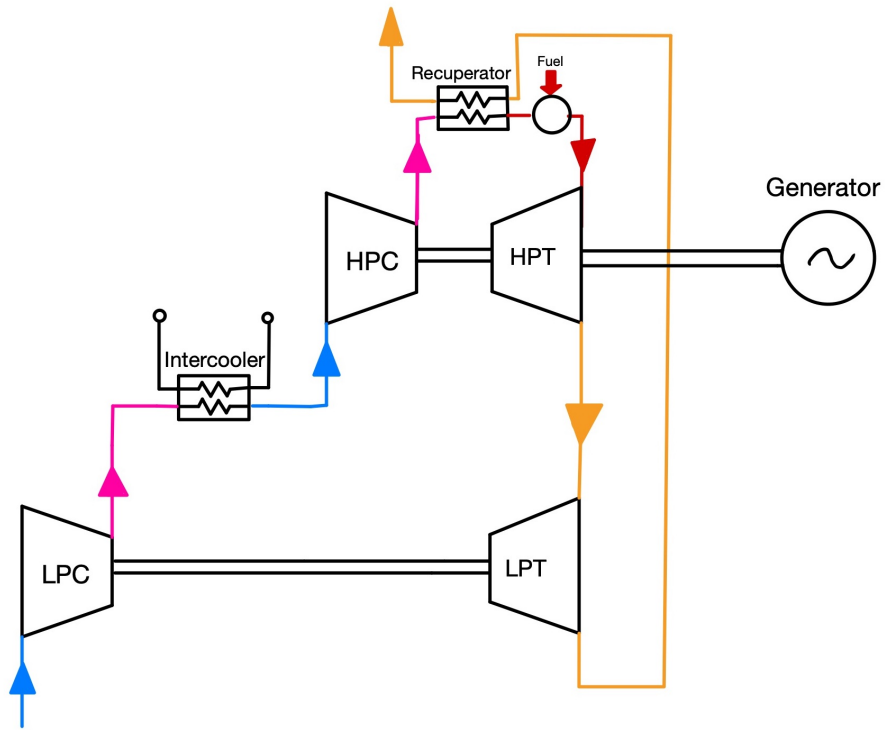 Fuel
Recuperator
Generator
HPC
HPT
Intercooler
LPC
LPT